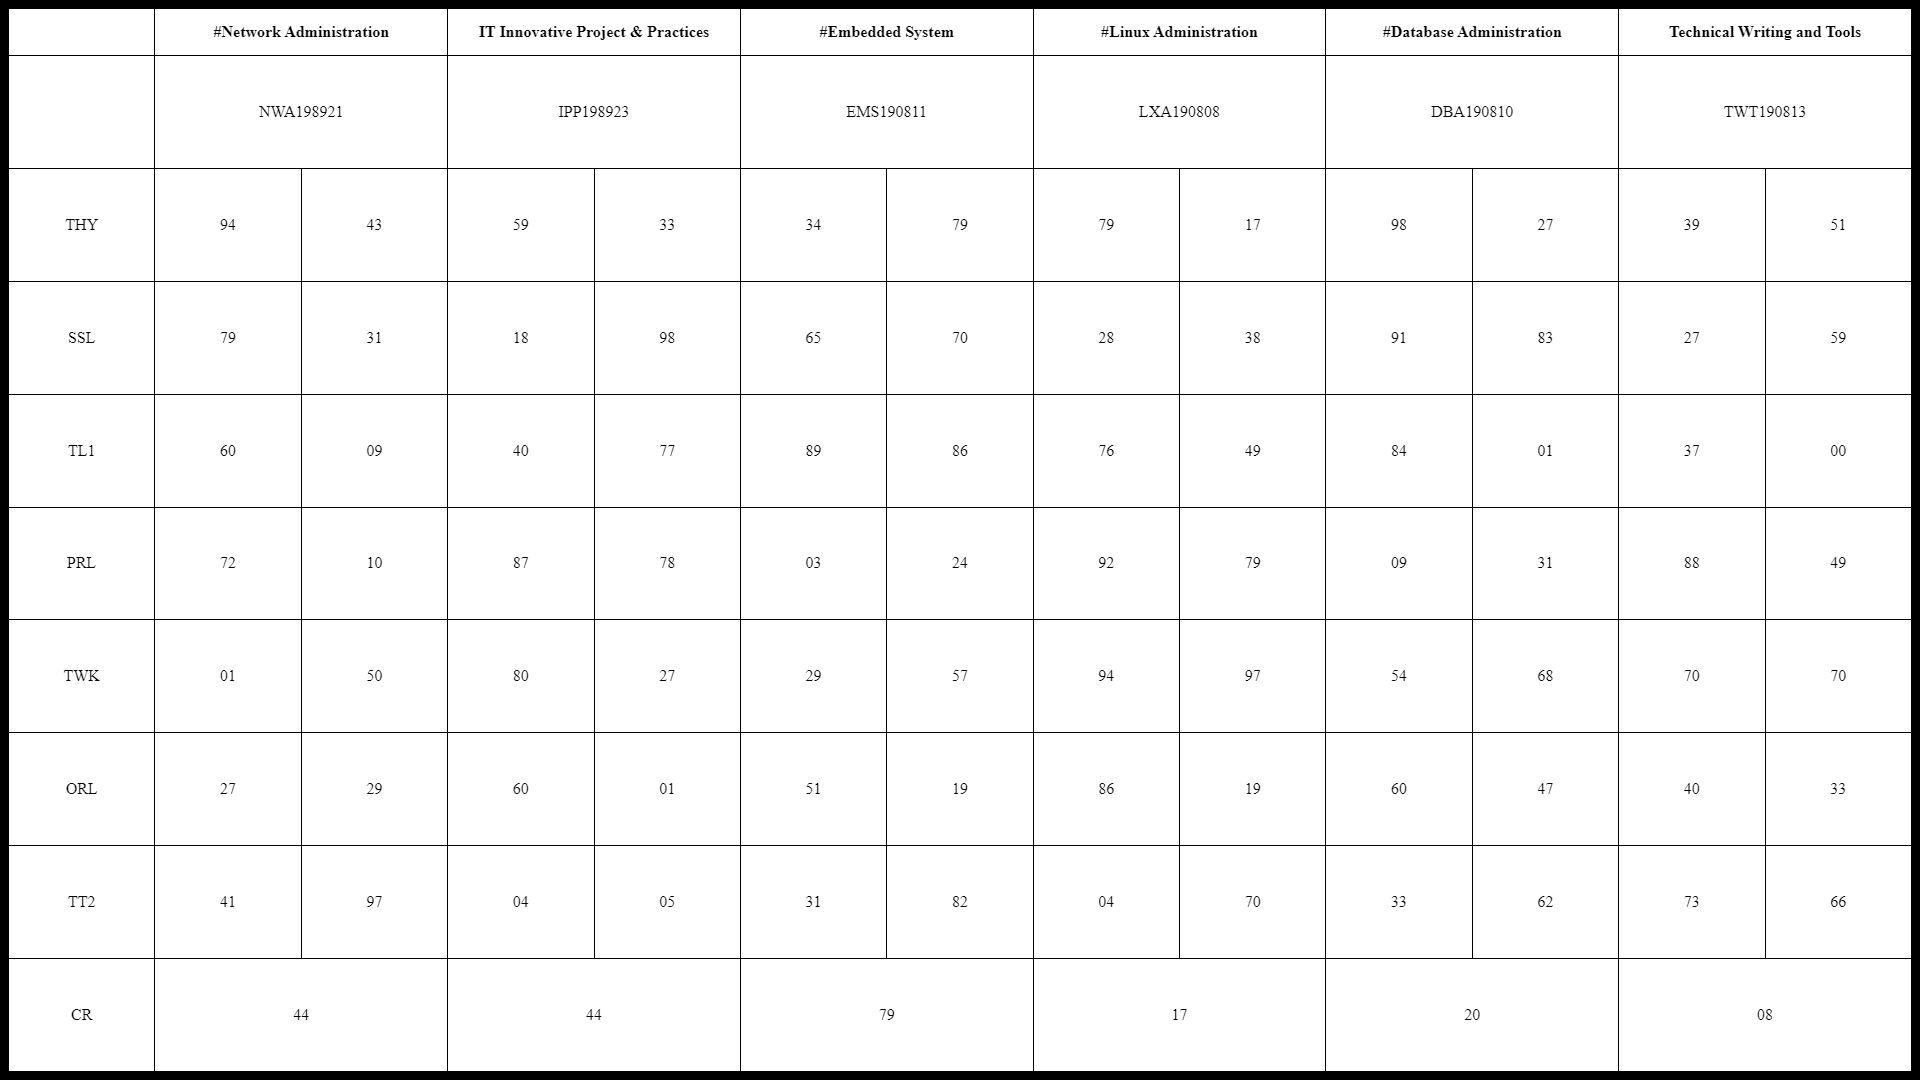 #Network Administration IT Innovative Project & Practices #Embedded System #Linux Administration #Database Administration Technical Writing and Tools
NWA198921 IPP198923 EMS190811 LXA190808 DBA190810 TWT190813
THY 94 43 59 33 34 79 79 17 98 27 39 51
SSL 79 31 18 98 65 70 28 38 91 83 27 59
TL1 60 09 40 77 89 86 76 49 84 01 37 00
PRL 72 10 87 78 03 24 92 79 09 31 88 49
TWK 01 50 80 27 29 57 94 97 54 68 70 70
ORL 27 29 60 01 51 19 86 19 60 47 40 33
TT2 41 97 04 05 31 82 04 70 33 62 73 66
CR 44 44 79 17 20 08